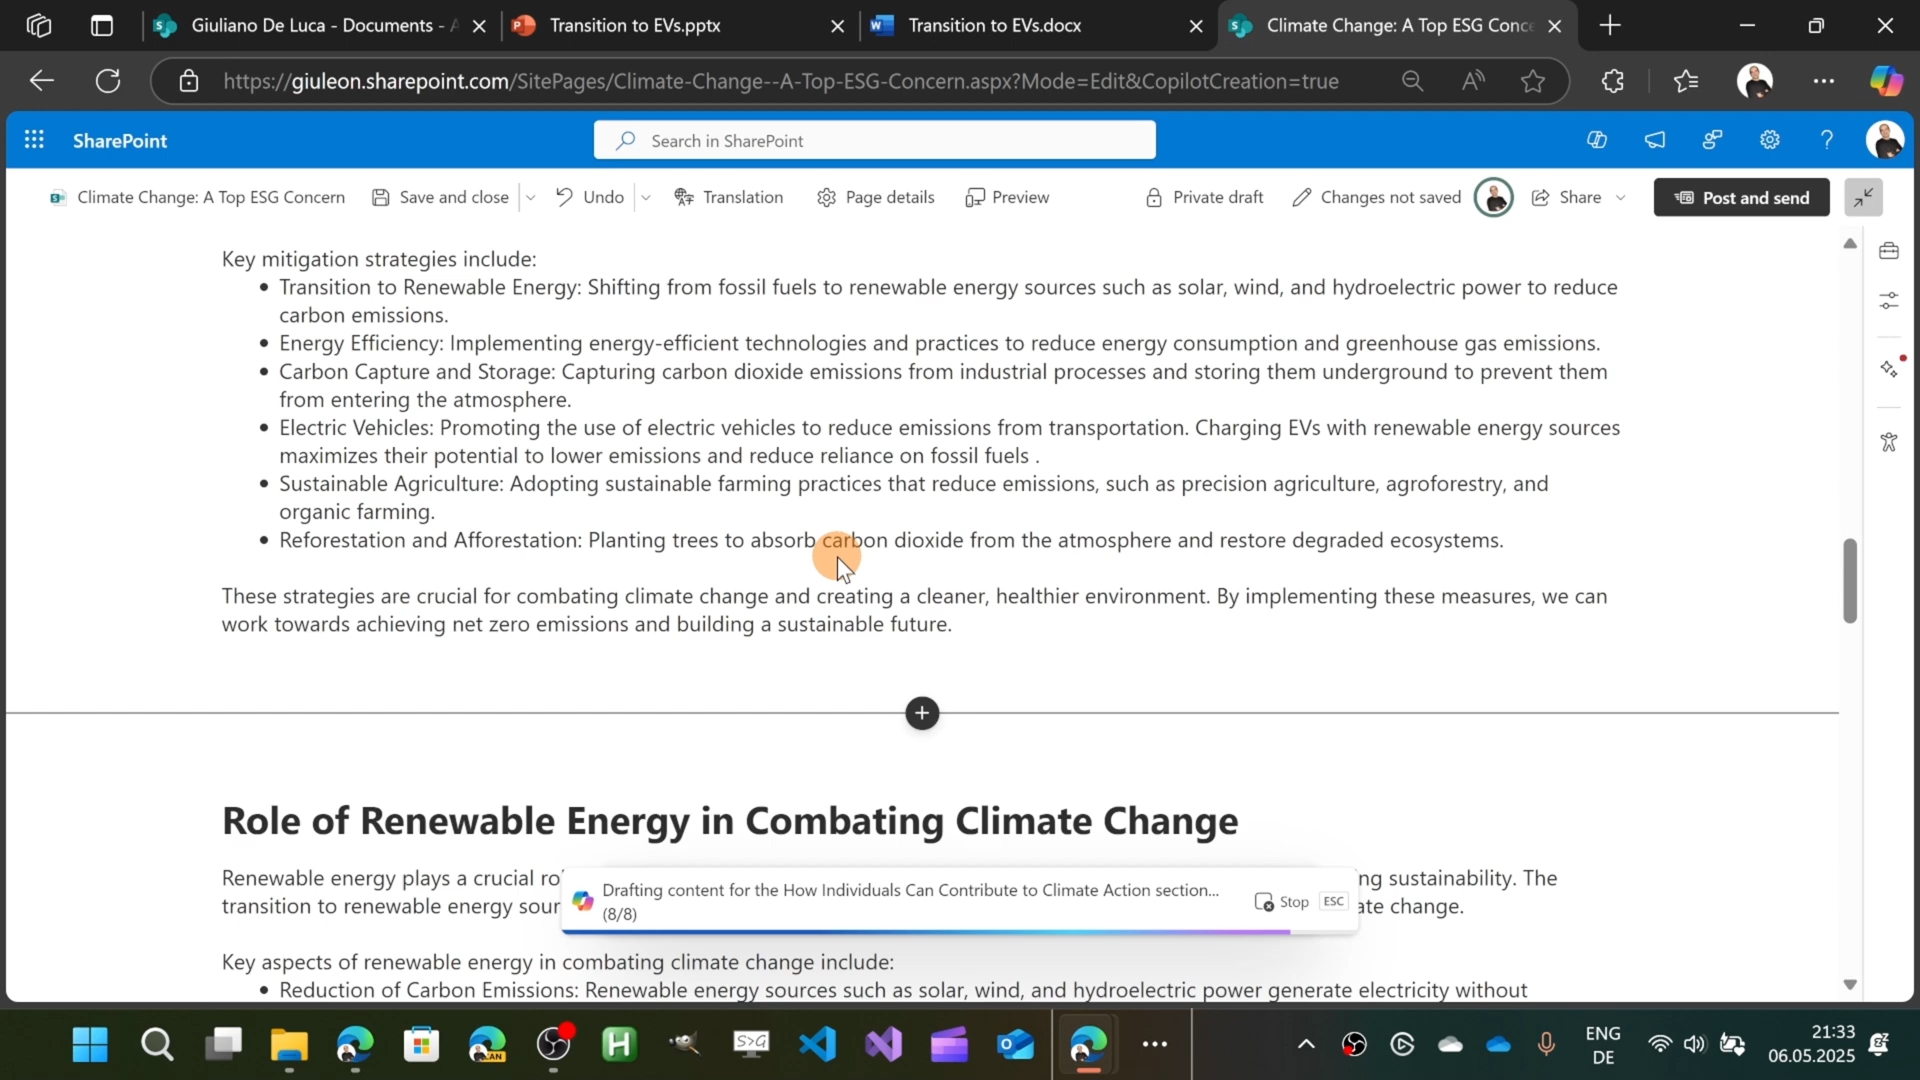 Giuliano De Luca - Documents - A
Transition to EVs.pptx
Transition to EVs.docx
Climate Change: A Top ESG Conce
https://giuleon.sharepoint.com/SitePages/Climate-Change--A-Top-ESG-Concern.aspx?Mode=Edit&CopilotCreation=true
SharePoint
Search in SharePoint
Climate Change: A Top ESG Concern
Save and close
Undo
Translation
Page details
Preview
Private draft
Changes not saved
Share
Post and send
Key mitigation strategies include:
• Transition to Renewable Energy: Shifting from fossil fuels to renewable energy sources such as solar, wind, and hydroelectric power to reduce
carbon emissions.
• Energy Efficiency: Implementing energy-efficient technologies and practices to reduce energy consumption and greenhouse gas emissions.
• Carbon Capture and Storage: Capturing carbon dioxide emissions from industrial processes and storing them underground to prevent them
from entering the atmosphere.
• Electric Vehicles: Promoting the use of electric vehicles to reduce emissions from transportation. Charging EVs with renewable energy sources
maximizes their potential to lower emissions and reduce reliance on fossil fuels .
• Sustainable Agriculture: Adopting sustainable farming practices that reduce emissions, such as precision agriculture, agroforestry, and
organic farming.
• Reforestation and Afforestation: Planting trees to absorb carbon dioxide from the atmosphere and restore degraded ecosystems.
These strategies are crucial for combating climate change and creating a cleaner, healthier environment. By implementing these measures, we can
work towards achieving net zero emissions and building a sustainable future.
Role of Renewable Energy in Combating Climate Change
Renewable energy plays a crucial ro
ng sustainability. The
transition to renewable energy sour
ate change.
Drafting content for the How Individuals Can Contribute to Climate Action section...
(8/8)
Stop
ESC
Key aspects of renewable energy in combating climate change include:
• Reduction of Carbon Emissions: Renewable energy sources such as solar, wind, and hydroelectric power generate electricity without
CAN
S>G
ENG
DE
21:33
06.05.2025